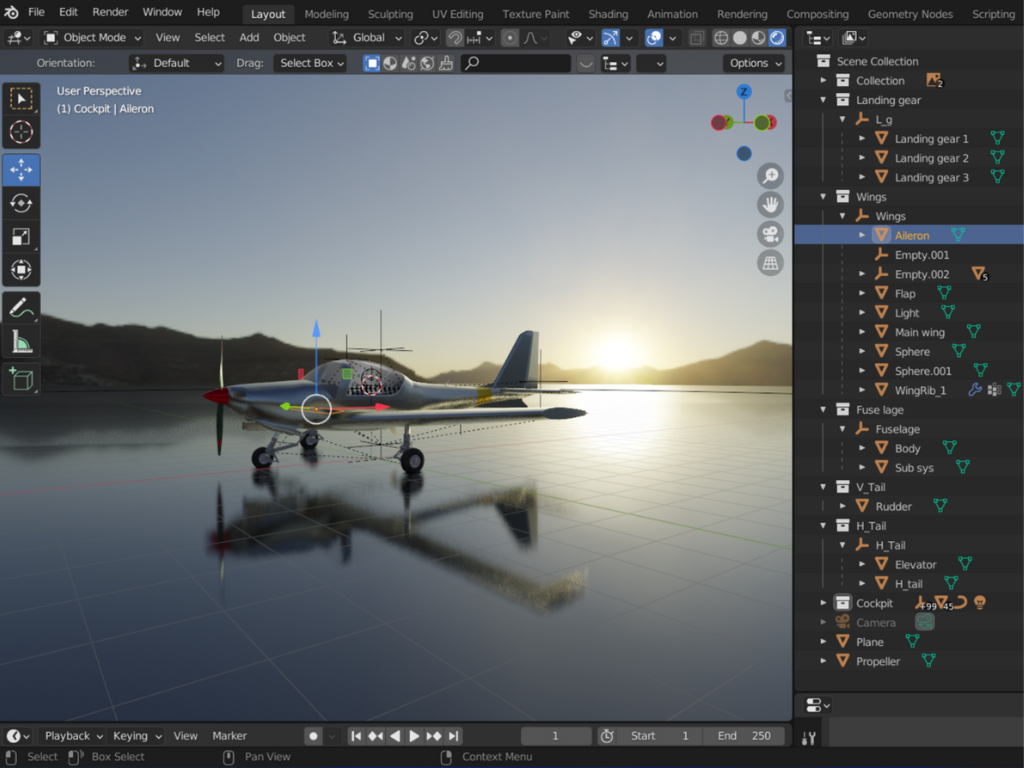 File Edit Render Window Help Layout Modeling Sculpting UV Editing Texture Paint Shading Animation Rendering Compositing Geometry Nodes Scripting
Object Mode View Select Add Object Global
Orientation: Default Drag: Select Box Options
User Perspective
(1) Cockpit | Aileron
Z
Scene Collection
Collection 2
Landing gear
L_g
Landing gear 1
Landing gear 2
Landing gear 3
Wings
Wings
Aileron
Empty.001
Empty.002 5
Flap
Light
Main wing
Sphere
Sphere.001
WingRib_1
Fuse lage
Fuselage
Body
Sub sys
V_Tail
Rudder
H_Tail
H_Tail
Elevator
H_tail
Cockpit 99 45
Camera
Plane
Propeller
Playback Keying View Marker 1 Start 1 End 250
Select Box Select Pan View Context Menu